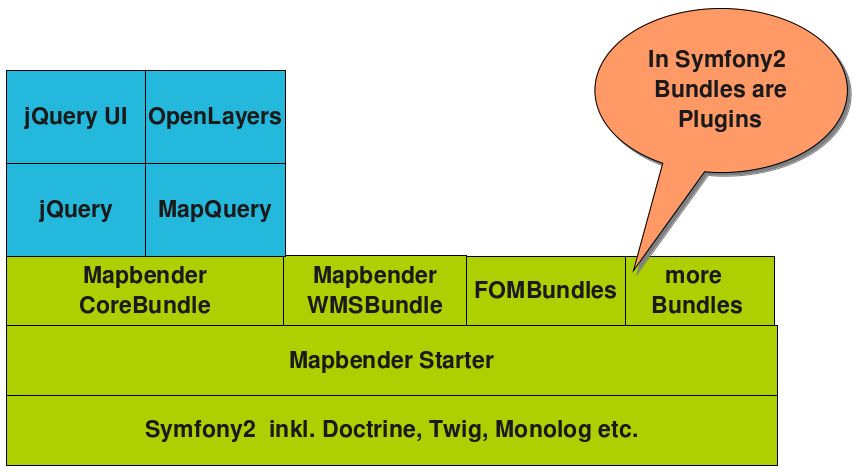 In Symfony2
Bundles are
Plugins
jQuery UI
OpenLayers
jQuery
MapQuery
Mapbender
CoreBundle
Mapbender
WMSBundle
FOMBundles
more
Bundles
Mapbender Starter
Symfony2 inkl. Doctrine, Twig, Monolog etc.